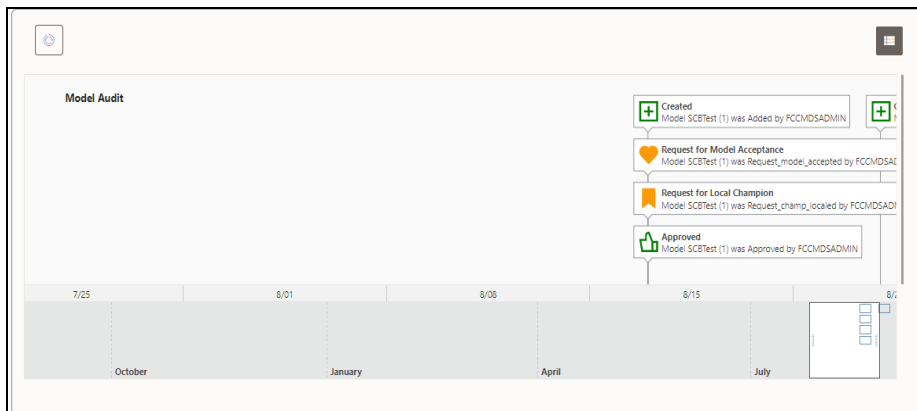 Model Audit
Created
Model SCBTest (1) was Added by FCCMDSADMIN
Request for Model Acceptance
Model SCBTest (1) was Request_model_accepted by FCCMDSAD
Request for Local Champion
Model SCBTest (1) was Request_champ_localed by FCCMDSADM
Approved
Model SCBTest (1) was Approved by FCCMDSADMIN
7/25 8/01 8/08 8/15
October January April July